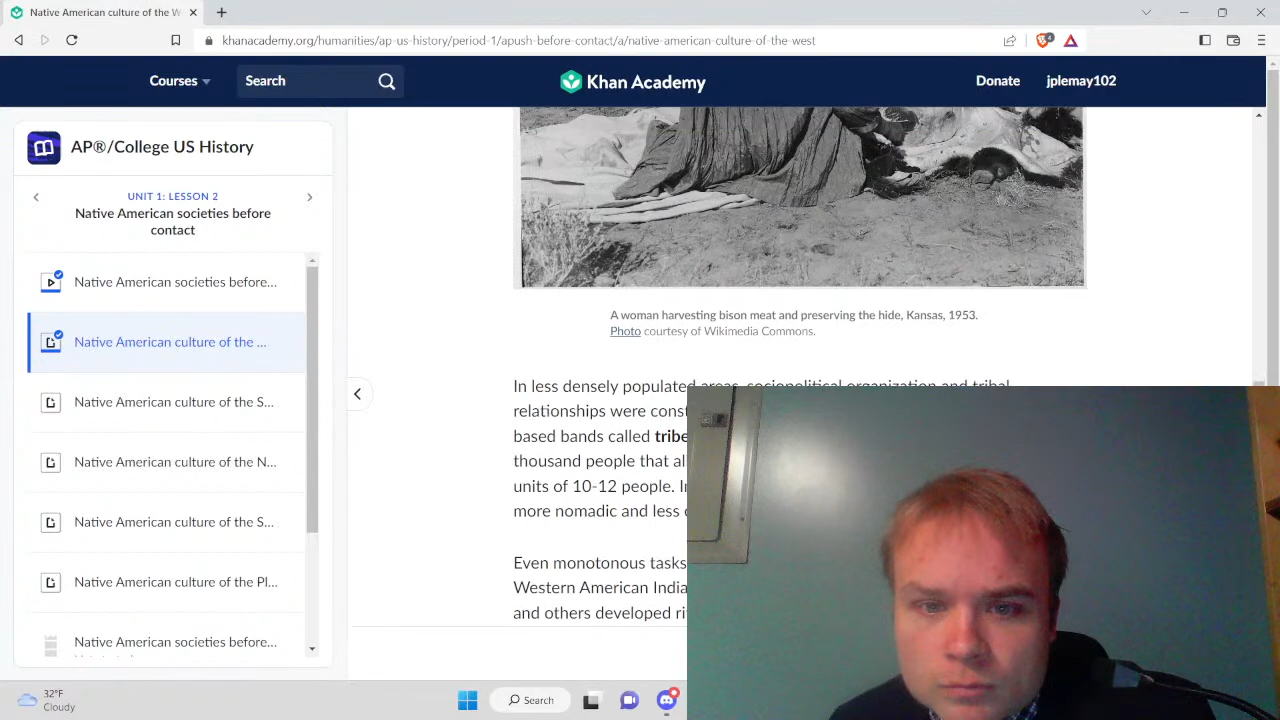 Native American culture of the W
khanacademy.org/humanities/ap-us-history/period-1/apush-before-contact/a/native-american-culture-of-the-west
4
Courses
Search
Khan Academy
Donate
jplemay102
AP®/College US History
UNIT 1: LESSON 2
Native American societies before
contact
Native American societies before...
Native American culture of the ...
Native American culture of the S...
Native American culture of the N...
Native American culture of the S...
Native American culture of the Pl...
Native American societies before...
A woman harvesting bison meat and preserving the hide, Kansas, 1953.
Photo courtesy of Wikimedia Commons.
In less densely populated areas, sociopolitical organization and tribal
relationships were const
based bands called tribe
thousand people that al
units of 10-12 people. In
more nomadic and less
Even monotonous tasks
Western American India
and others developed ri
32°F
Cloudy
Search